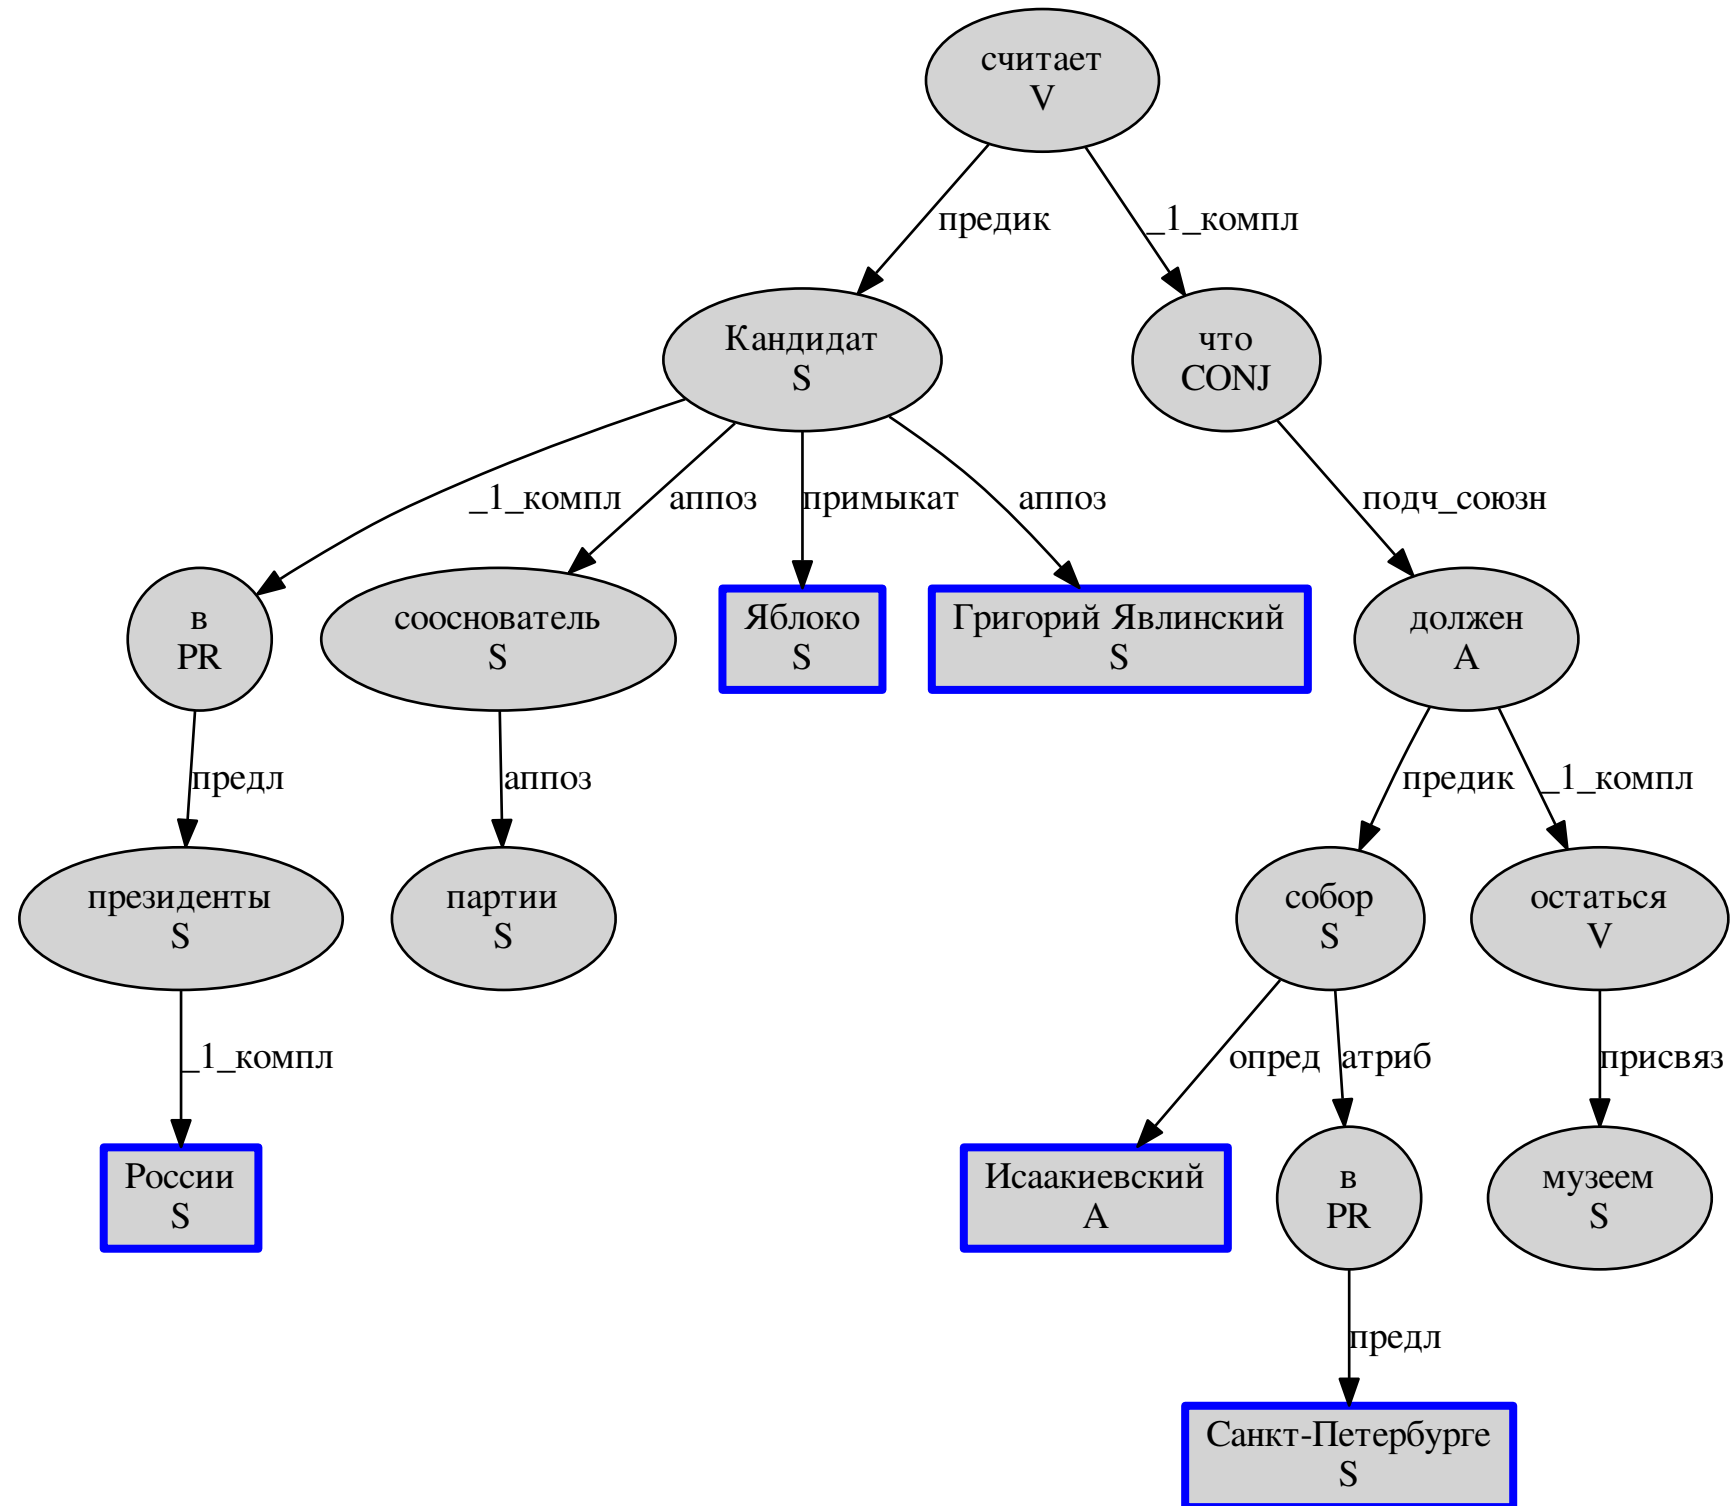 считает
V
предик
_1_компл
Кандидат
S
что
CONJ
_1_компл
аппоз
примыкат
аппоз
подч_союзн
в
PR
сооснователь
S
Яблоко
S
Григорий Явлинский
S
должен
A
предл
аппоз
предик
_1_компл
президенты
S
партии
S
собор
S
остаться
V
_1_компл
опред
атриб
присвяз
России
S
Исаакиевский
A
в
PR
музеем
S
предл
Санкт-Петербурге
S